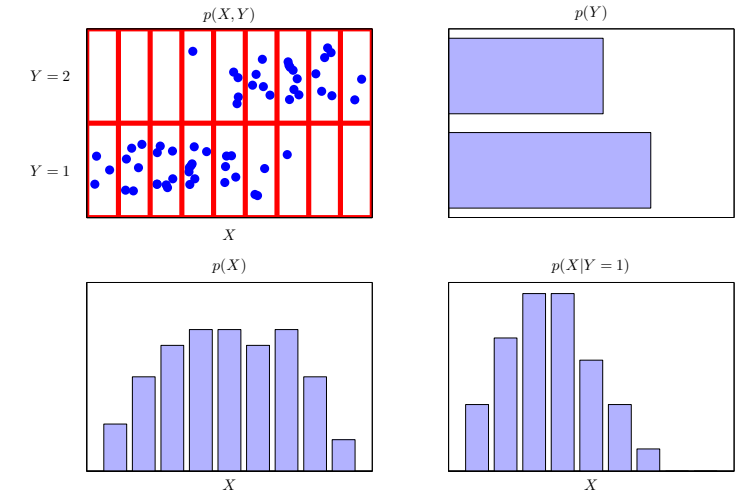 p(X, Y)
p(Y)
Y = 2
Y = 1
X
p(X)
p(X|Y = 1)
X
X